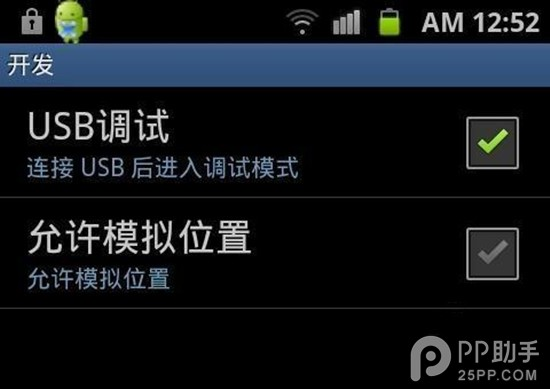 AM 12:52
开发
USB调试
连接 USB 后进入调试模式
允许模拟位置
允许模拟位置
PP助手
25PP.COM